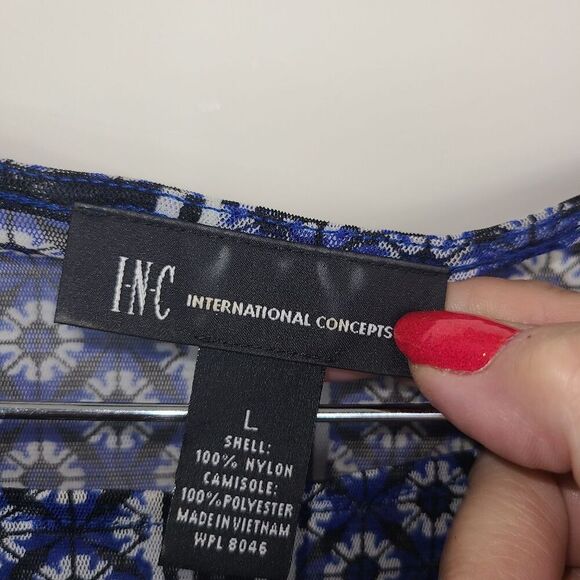 I·N·C INTERNATIONAL CONCEPTS
L
SHELL:
100% NYLON
CAMISOLE:
100% POLYESTER
MADE IN VIETNAM
WPL 8046